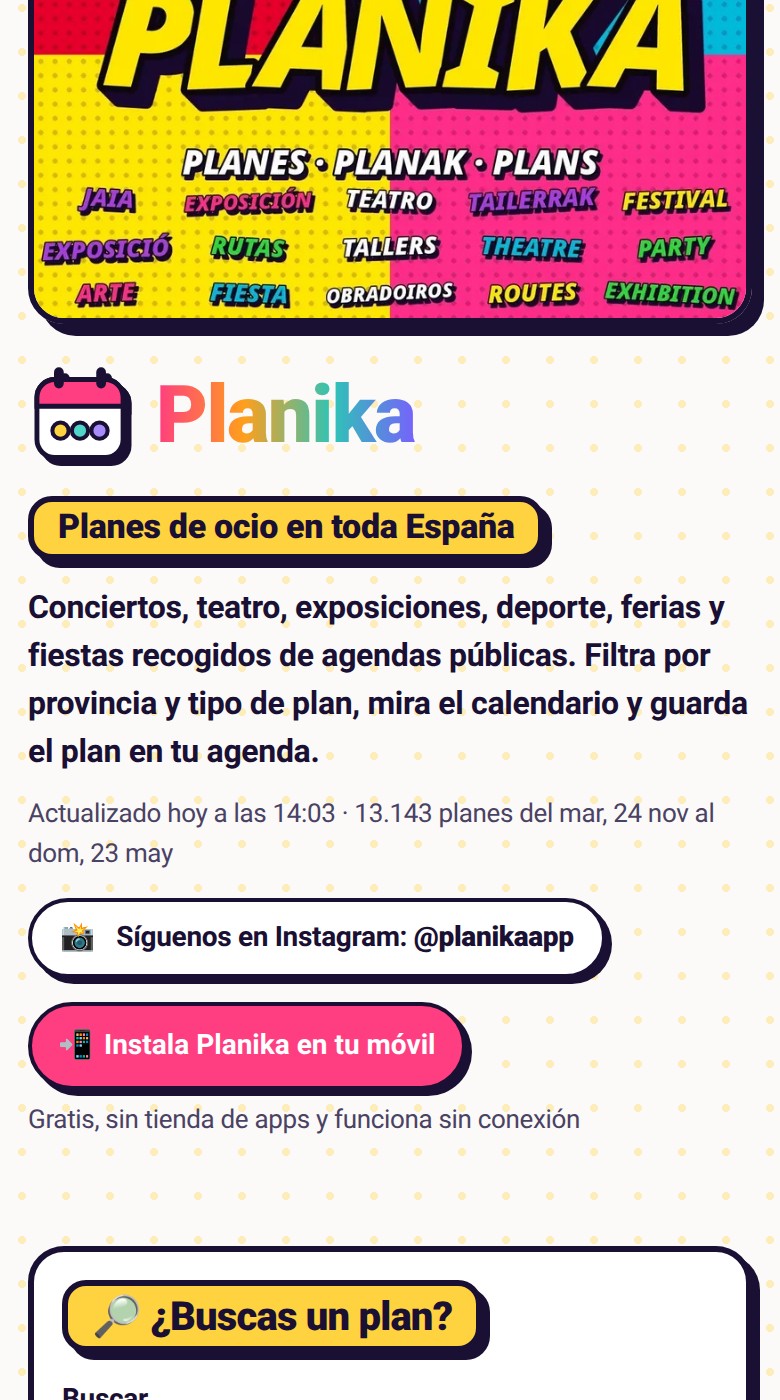 PLANIKA
PLANES · PLANAK · PLANS
JAIA EXPOSICIÓN TEATRO TAILERRAK FESTIVAL
EXPOSICIÓ RUTAS TALLERS THEATRE PARTY
ARTE FIESTA OBRADOIROS ROUTES EXHIBITION
Planika
Planes de ocio en toda España
Conciertos, teatro, exposiciones, deporte, ferias y
fiestas recogidos de agendas públicas. Filtra por
provincia y tipo de plan, mira el calendario y guarda
el plan en tu agenda.
Actualizado hoy a las 14:03 · 13.143 planes del mar, 24 nov al
dom, 23 may
Síguenos en Instagram: @planikaapp
Instala Planika en tu móvil
Gratis, sin tienda de apps y funciona sin conexión
¿Buscas un plan?
Buscar